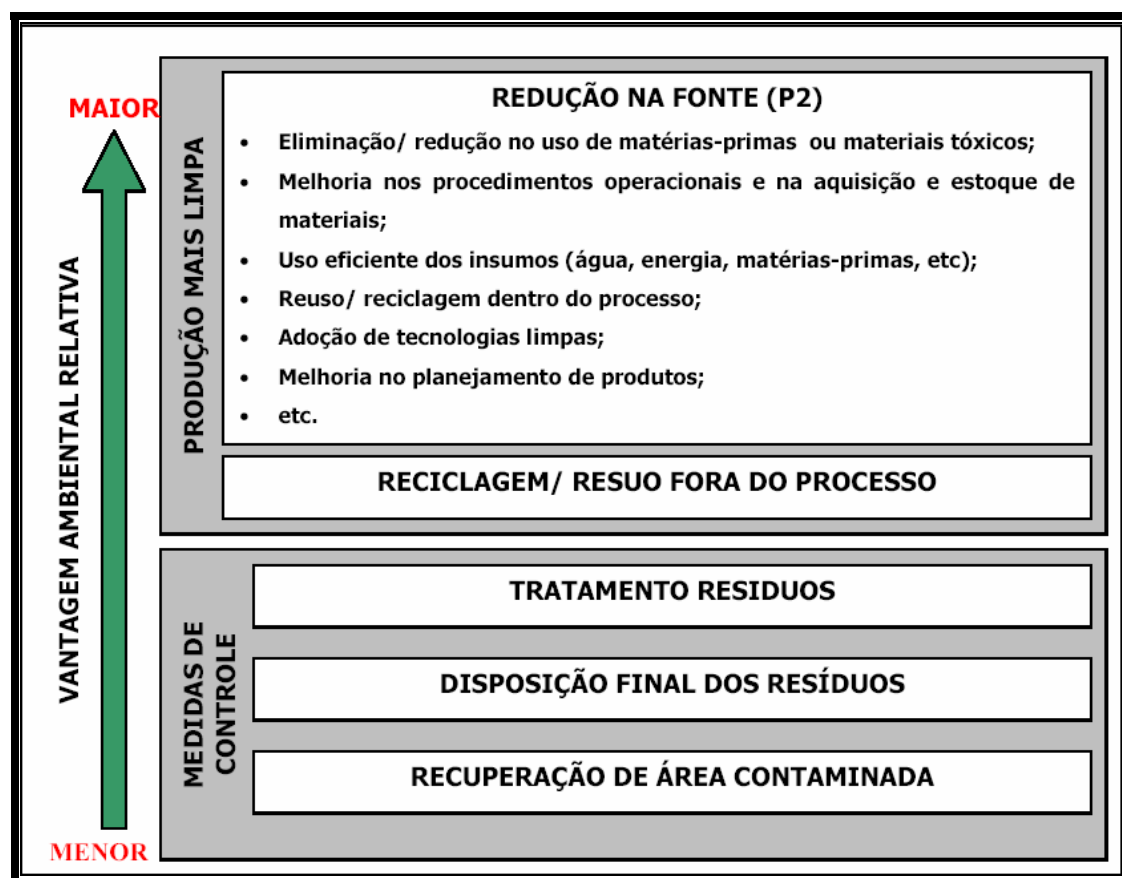 MAIOR
VANTAGEM AMBIENTAL RELATIVA
MENOR
PRODUÇÃO MAIS LIMPA
REDUÇÃO NA FONTE (P2)
• Eliminação/ redução no uso de matérias-primas ou materiais tóxicos;
• Melhoria nos procedimentos operacionais e na aquisição e estoque de
materiais;
• Uso eficiente dos insumos (água, energia, matérias-primas, etc);
• Reuso/ reciclagem dentro do processo;
• Adoção de tecnologias limpas;
• Melhoria no planejamento de produtos;
• etc.
RECICLAGEM/ RESUO FORA DO PROCESSO
MEDIDAS DE
CONTROLE
TRATAMENTO RESIDUOS
DISPOSIÇÃO FINAL DOS RESÍDUOS
RECUPERAÇÃO DE ÁREA CONTAMINADA